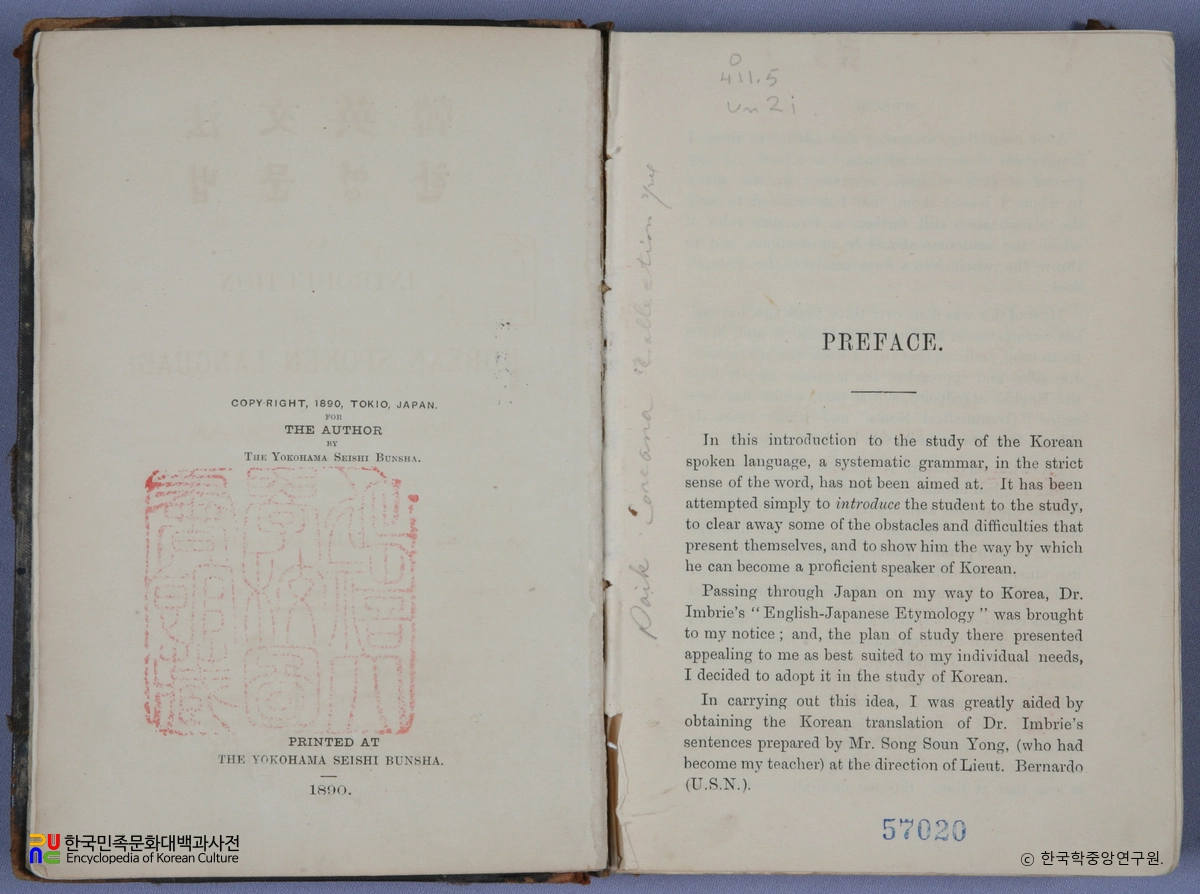 COPYRIGHT, 1890, TOKIO, JAPAN.
FOR
THE AUTHOR
BY
THE YOKOHAMA SEISHI BUNSHA.
PRINTED AT
THE YOKOHAMA SEISHI BUNSHA.
1890.
한국민족문화대백과사전
Encyclopedia of Korean Culture
O
411.5
Un2i
Paik Coreana Collection
PREFACE.
In this introduction to the study of the Korean
spoken language, a systematic grammar, in the strict
sense of the word, has not been aimed at. It has been
attempted simply to introduce the student to the study,
to clear away some of the obstacles and difficulties that
present themselves, and to show him the way by which
he can become a proficient speaker of Korean.
Passing through Japan on my way to Korea, Dr.
Imbrie's “ English-Japanese Etymology ” was brought
to my notice ; and, the plan of study there presented
appealing to me as best suited to my individual needs,
I decided to adopt it in the study of Korean.
In carrying out this idea, I was greatly aided by
obtaining the Korean translation of Dr. Imbrie's
sentences prepared by Mr. Song Soun Yong, (who had
become my teacher) at the direction of Lieut. Bernardo
(U.S.N.).
57020
© 한국학중앙연구원.